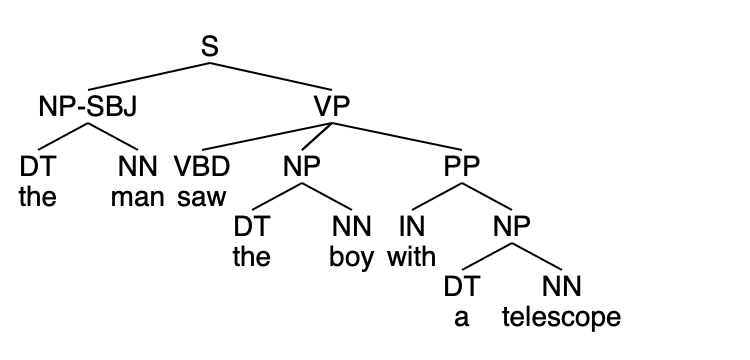 S
NP-SBJ VP
DT NN VBD NP PP
the man saw
DT NN IN NP
the boy with
DT NN
a telescope